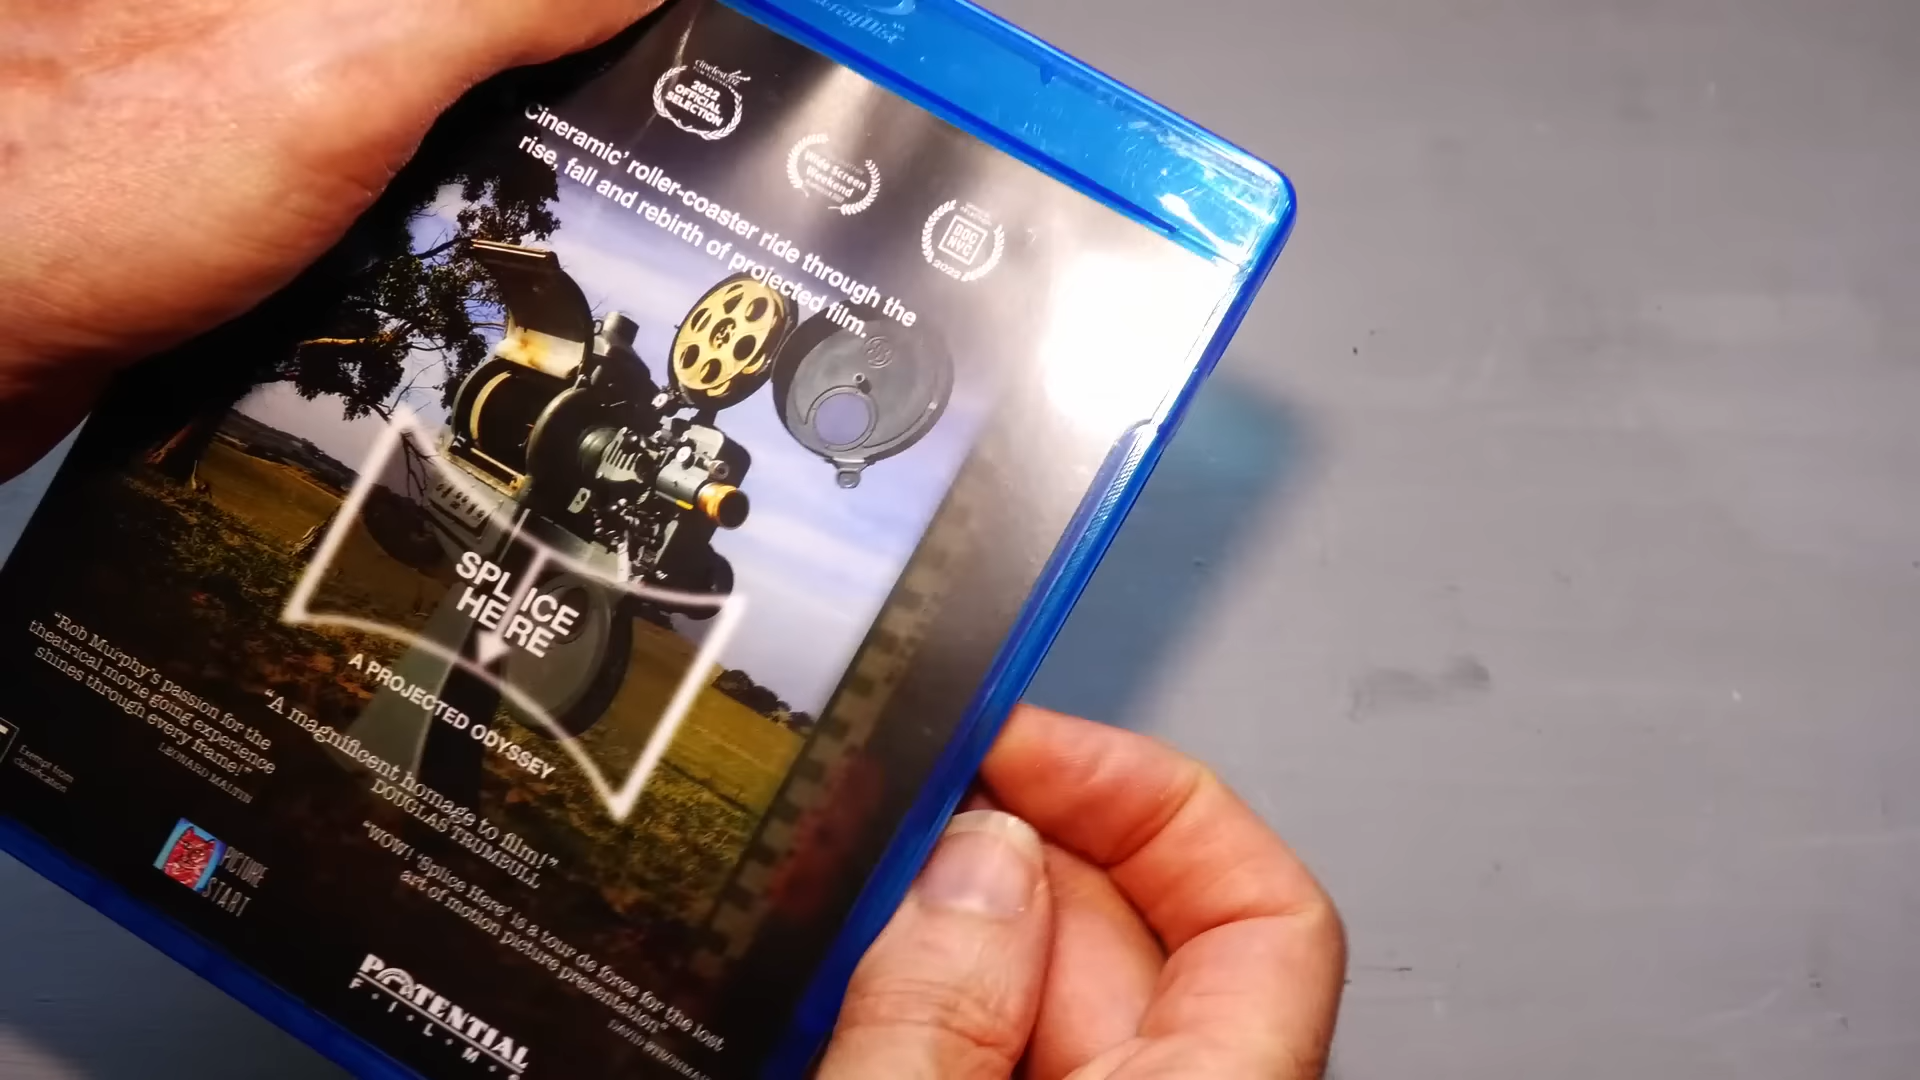 cinefestoz
2022
OFFICIAL
SELECTION
Wide Screen
Weekend
DOC
NYC
2022
Cineramic’ roller-coaster ride through the
rise, fall and rebirth of projected film.
SPLICE
HERE
A PROJECTED ODYSSEY
“Rob Murphy’s passion for the
theatrical movie going experience
shines through every frame!”
LEONARD MALTIN
“A magnificent homage to film!”
DOUGLAS TRUMBULL
“WOW! ‘Splice Here’ is a tour de force for the lost
art of motion picture presentation”
DAVID
Exempt from
classification
PICTURE
START
POTENTIAL
F·I·L·M·S